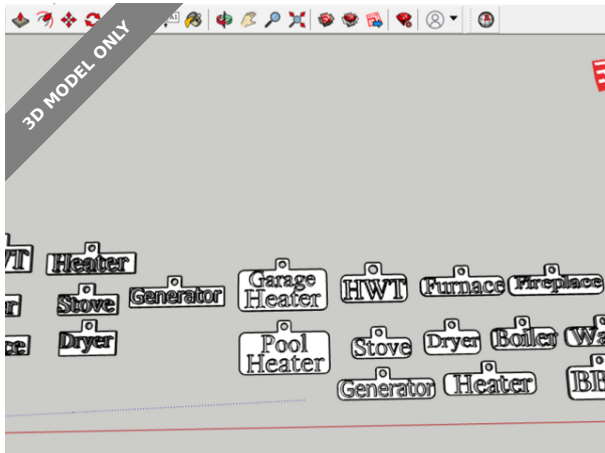 3D MODEL ONLY
Heater
Stove
Generator
Dryer
Garage
Heater
HWT
Furnace
Fireplace
Pool
Heater
Stove
Dryer
Boiler
Generator
Heater